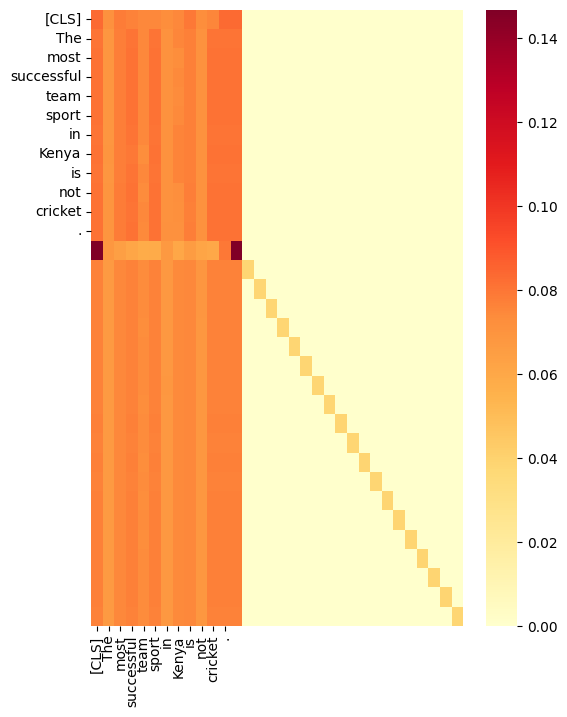 [CLS]
The
most
successful
team
sport
in
Kenya
is
not
cricket
.
[CLS]
The
most
successful
team
sport
in
Kenya
is
not
cricket
.
0.14
0.12
0.10
0.08
0.06
0.04
0.02
0.00